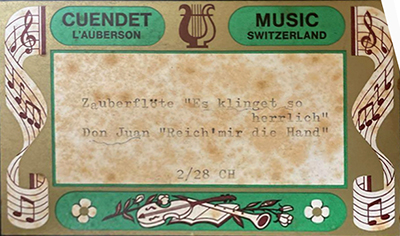 CUENDET MUSIC
L'AUBERSON SWITZERLAND
Zauberflöte "Es klinget so
herrlich"
Don Juan "Reich'mir die Hand"
2/28 CH